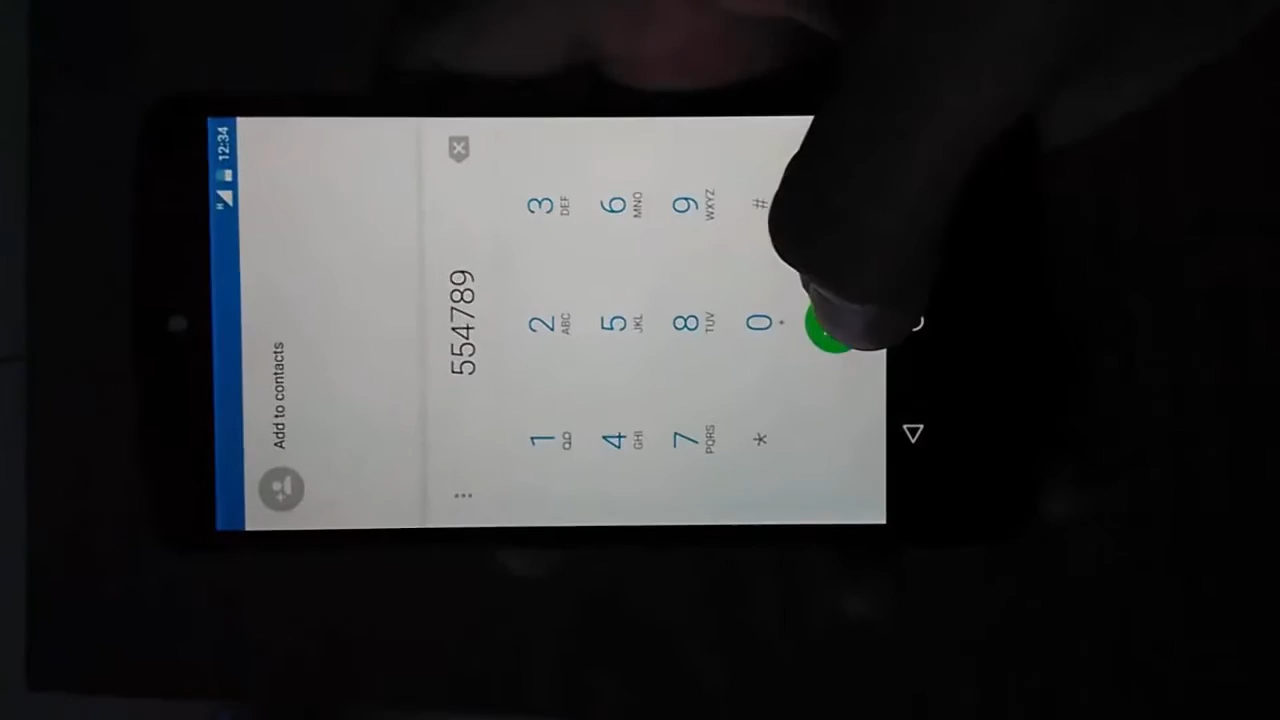 H 12:34
Add to contacts
554789
1 2 ABC 3 DEF
4 GHI 5 JKL 6 MNO
7 PQRS 8 TUV 9 WXYZ
* 0 + #